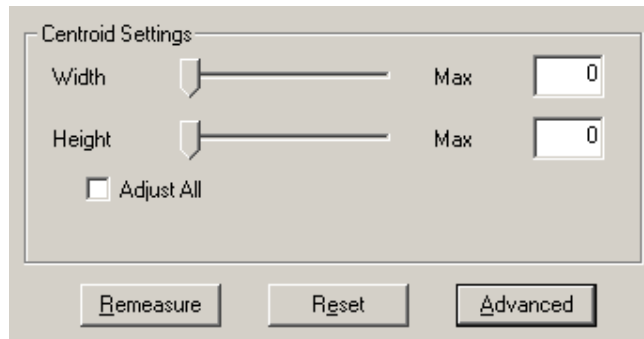 Centroid Settings
Width Max 0
Height Max 0
Adjust All
Remeasure Reset Advanced